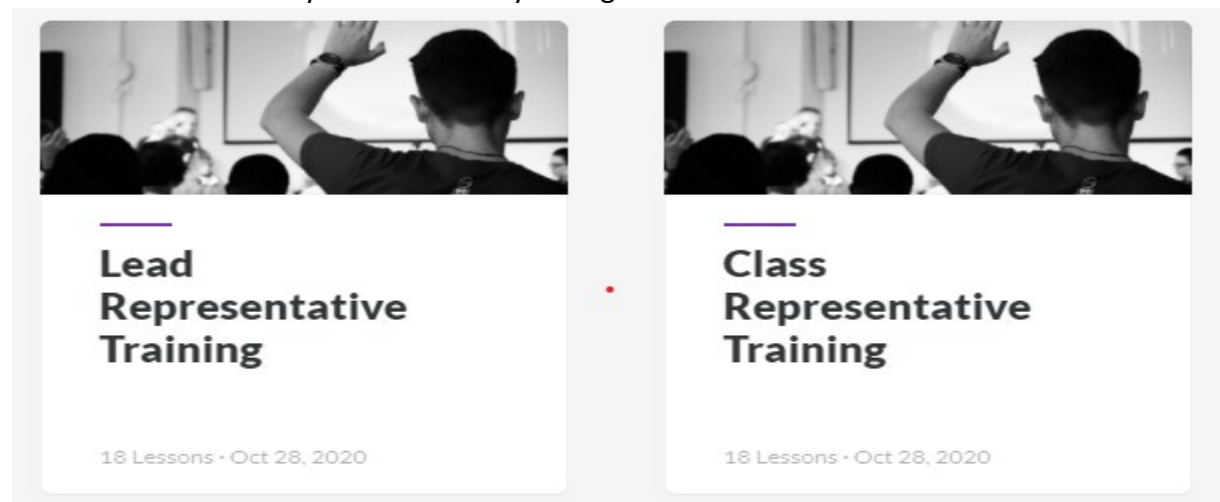 Lead
Representative
Training
18 Lessons · Oct 28, 2020
Class
Representative
Training
18 Lessons · Oct 28, 2020